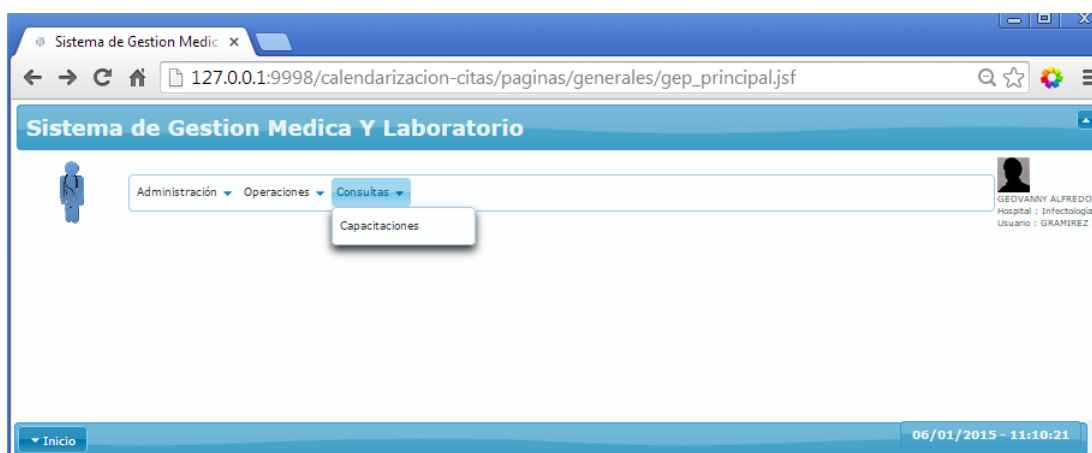 Sistema de Gestion Medic
127.0.0.1:9998/calendarizacion-citas/paginas/generales/gep_principal.jsf
Sistema de Gestion Medica Y Laboratorio
Administración Operaciones Consultas
Capacitaciones
GEOVANNY ALFREDO
Hospital : Infectología
Usuario : GRAMIREZ
Inicio
06/01/2015 - 11:10:21